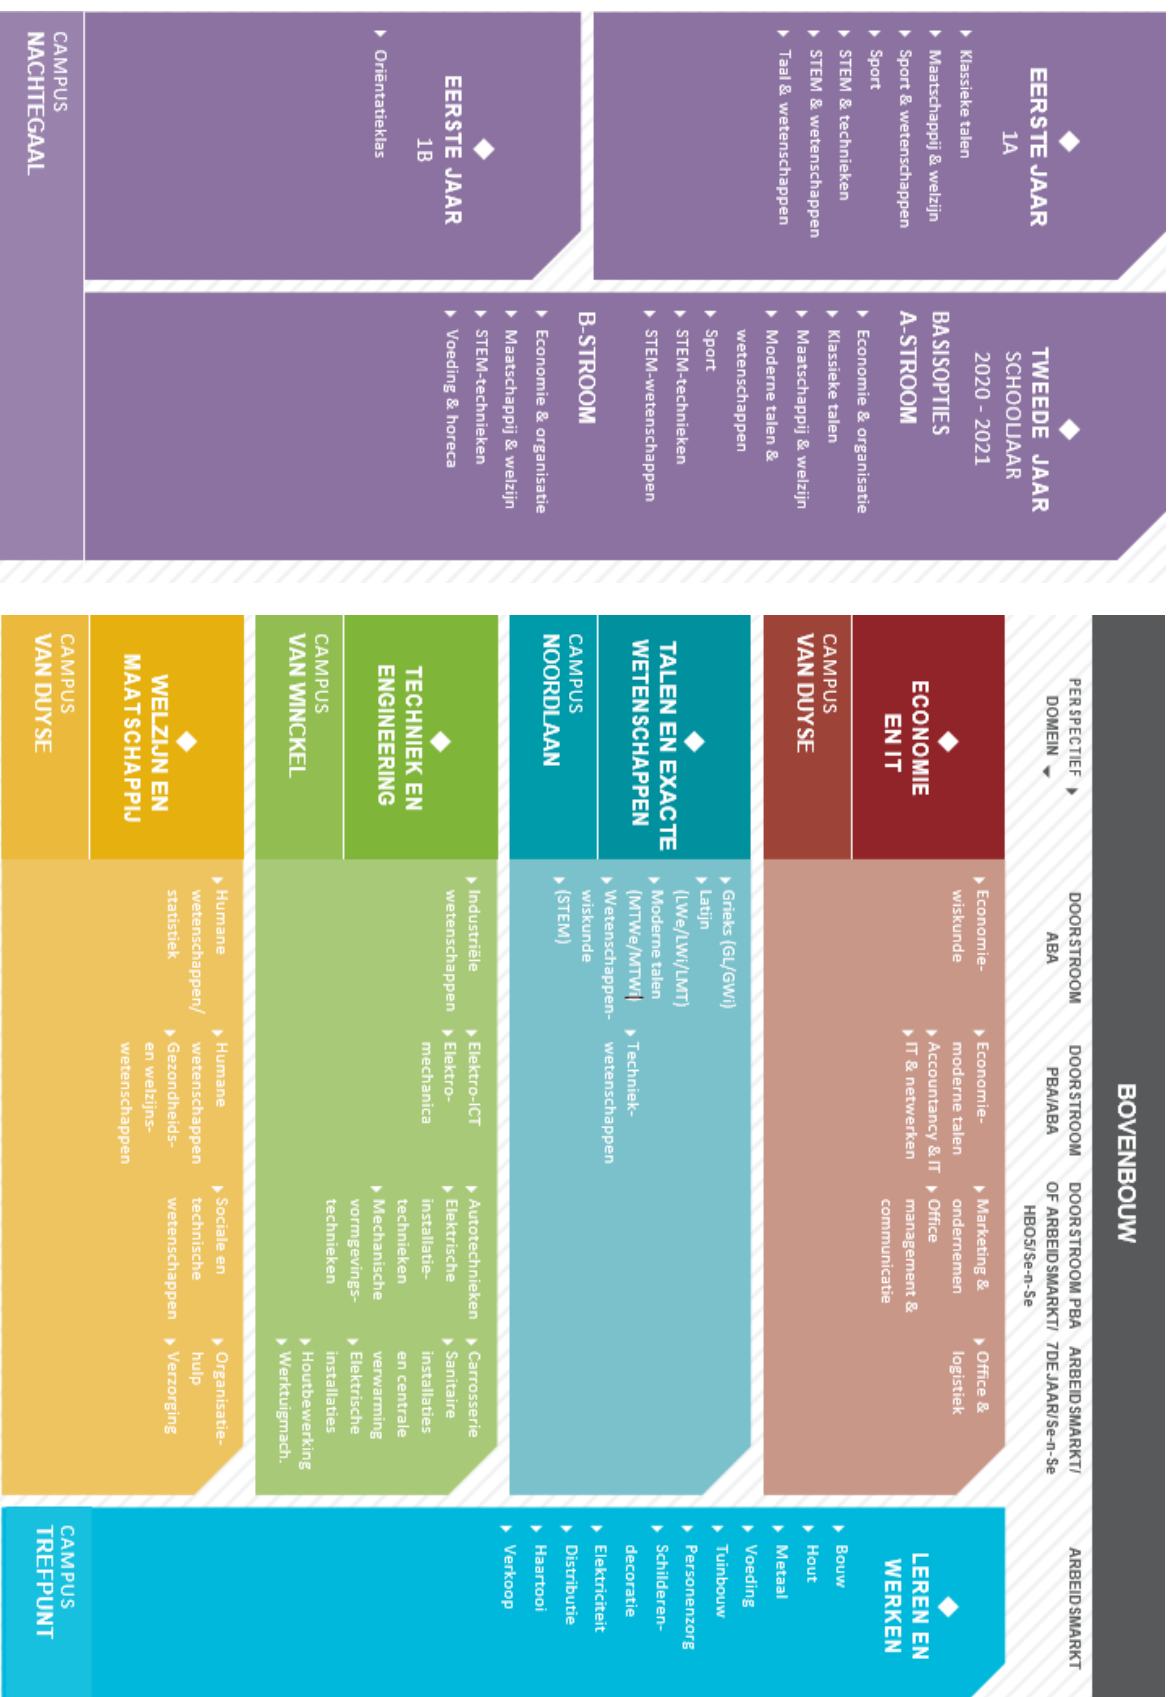 EERSTE JAAR
1A
Klassieke talen
Maatschappij & welzijn
Sport & wetenschappen
Sport
STEM & technieken
STEM & wetenschappen
Taal & wetenschappen
EERSTE JAAR
1B
Oriëntatieklas
TWEEDE JAAR
SCHOOLJAAR
2020 - 2021
BASISOPTIES
A-STROOM
Economie & organisatie
Klassieke talen
Maatschappij & welzijn
Moderne talen &
wetenschappen
Sport
STEM-technieken
STEM-wetenschappen
B-STROOM
Economie & organisatie
Maatschappij & welzijn
STEM-technieken
Voeding & horeca
CAMPUS
NACHTEGAAL
BOVENBOUW
PERSPECTIEF
DOMEIN
DOORSTROOM
ABA
DOORSTROOM
PBA/ABA
DOORSTROOM PBA
OF ARBEIDSMARKT/
HBO5/Se-n-Se
ARBEIDSMARKT/
7DEJAAR/Se-n-Se
ARBEIDSMARKT
ECONOMIE
EN IT
CAMPUS
VAN DUYSE
Economie-
wiskunde
Economie-
moderne talen
Accountancy & IT
IT & netwerken
Marketing &
ondernemen
Office
management &
communicatie
Office &
logistiek
TALEN EN EXACTE
WETENSCHAPPEN
CAMPUS
NOORDLAAN
Grieks (GL/GWi)
Latijn
(LWe/LWi/LMT)
Moderne talen
(MTWe/MTWi)
Wetenschappen-
wiskunde
(STEM)
Techniek-
wetenschappen
TECHNIEK EN
ENGINEERING
CAMPUS
VAN WINCKEL
Industriële
wetenschappen
Elektro-ICT
Elektro-
mechanica
Autotechnieken
Elektrische
installatie-
technieken
Mechanische
vormgevings-
technieken
Carrosserie
Sanitaire
installaties
en centrale
verwarming
Elektrische
installaties
Houtbewerking
Werktuigmach.
WELZIJN EN
MAATSCHAPPIJ
CAMPUS
VAN DUYSE
Humane
wetenschappen/
statistiek
Humane
wetenschappen
Gezondheids-
en welzijns-
wetenschappen
Sociale en
technische
wetenschappen
Organisatie-
hulp
Verzorging
LEREN EN
WERKEN
Bouw
Hout
Metaal
Voeding
Tuinbouw
Personenzorg
Schilderen-
decoratie
Elektriciteit
Distributie
Haartooi
Verkoop
CAMPUS
TREFPUNT